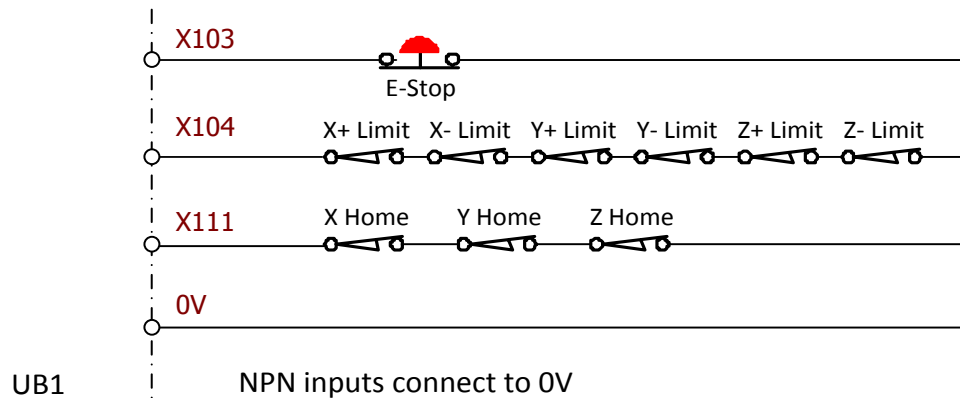 X103
E-Stop
X104
X+ Limit X- Limit Y+ Limit Y- Limit Z+ Limit Z- Limit
X111
X Home Y Home Z Home
0V
UB1 NPN inputs connect to 0V